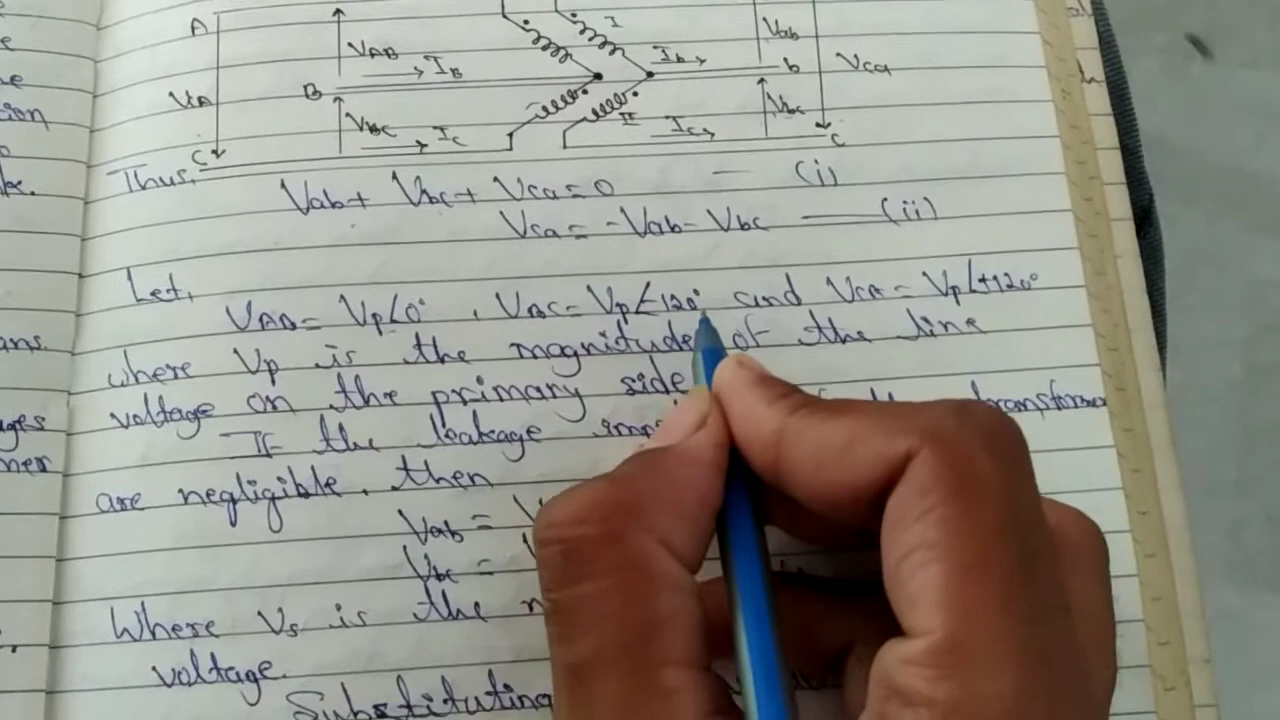 A
I
VAB
IB
Ib
Vab
b
Vca
B
VBC
IC
II
Ic
Vbc
C
c
Thus,
Vab + Vbc + Vca = 0 — (i)
Vca = -Vab - Vbc — (ii)
Let,
VAB = Vp∠0°, VBC = Vp∠-120° and VCA = Vp∠+120°
where Vp is the magnitude of the line
voltage on the primary side
If the leakage transformer
are negligible, then
Vab =
Vbc =
Where Vs is the
voltage.
Substituting